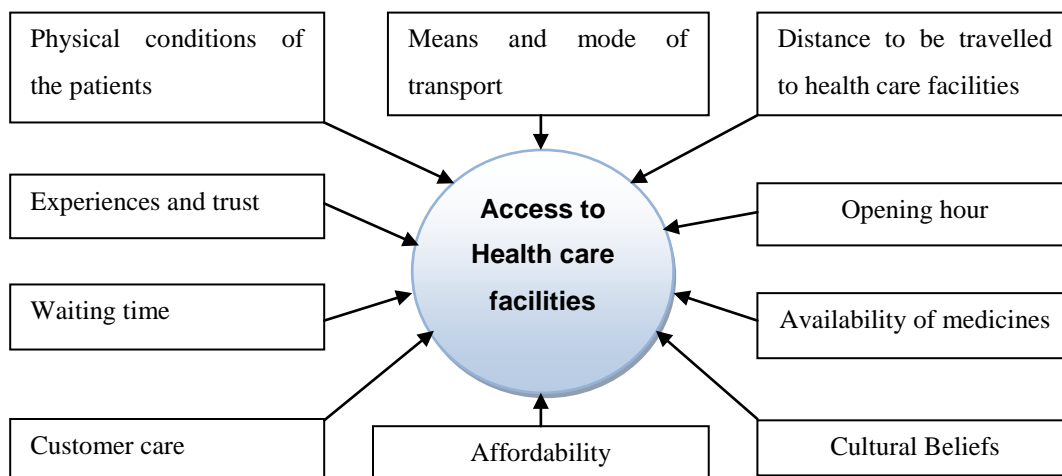 Physical conditions of
the patients
Means and mode of
transport
Distance to be travelled
to health care facilities
Experiences and trust
Access to
Health care
facilities
Opening hour
Waiting time
Availability of medicines
Customer care
Affordability
Cultural Beliefs